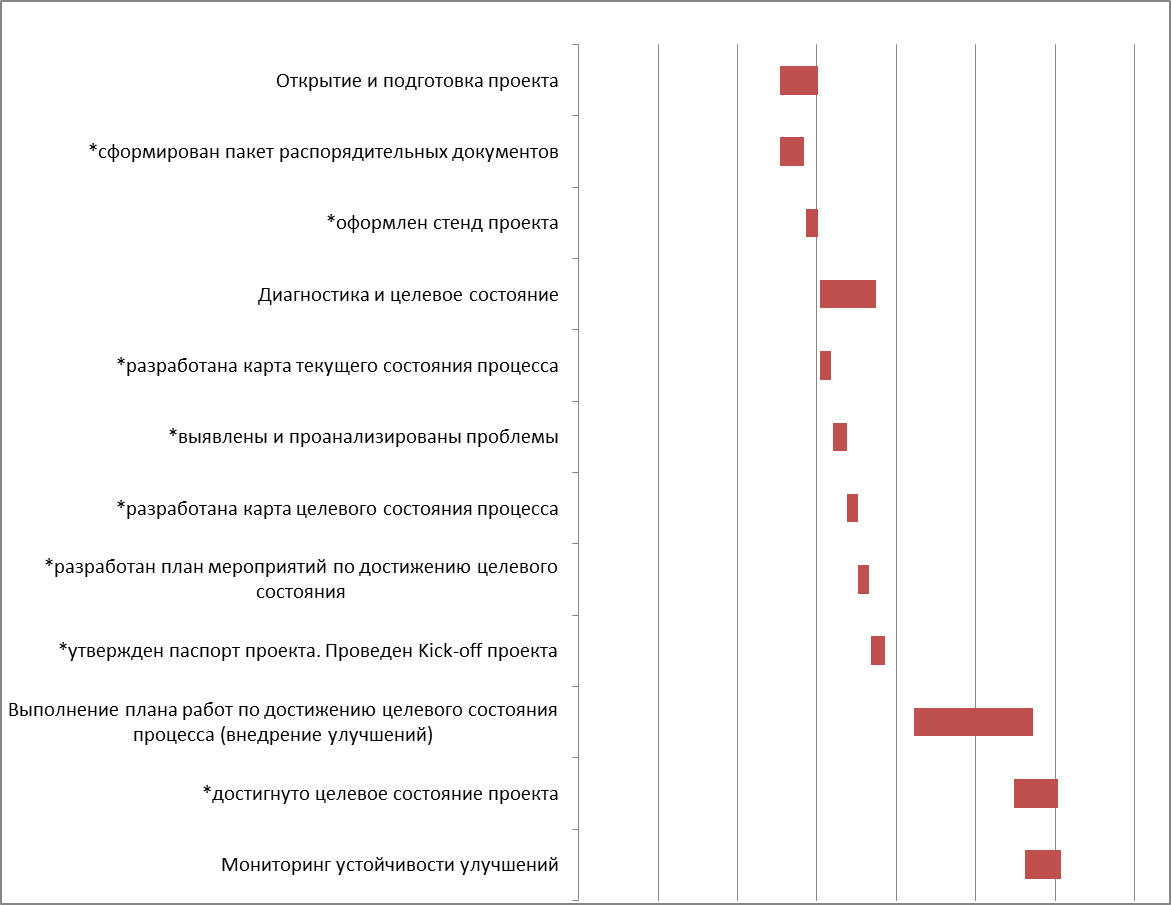 Открытие и подготовка проекта
*сформирован пакет распорядительных документов
*оформлен стенд проекта
Диагностика и целевое состояние
*разработана карта текущего состояния процесса
*выявлены и проанализированы проблемы
*разработана карта целевого состояния процесса
*разработан план мероприятий по достижению целевого
состояния
*утвержден паспорт проекта. Проведен Kick-off проекта
Выполнение плана работ по достижению целевого состояния
процесса (внедрение улучшений)
*достигнуто целевое состояние проекта
Мониторинг устойчивости улучшений